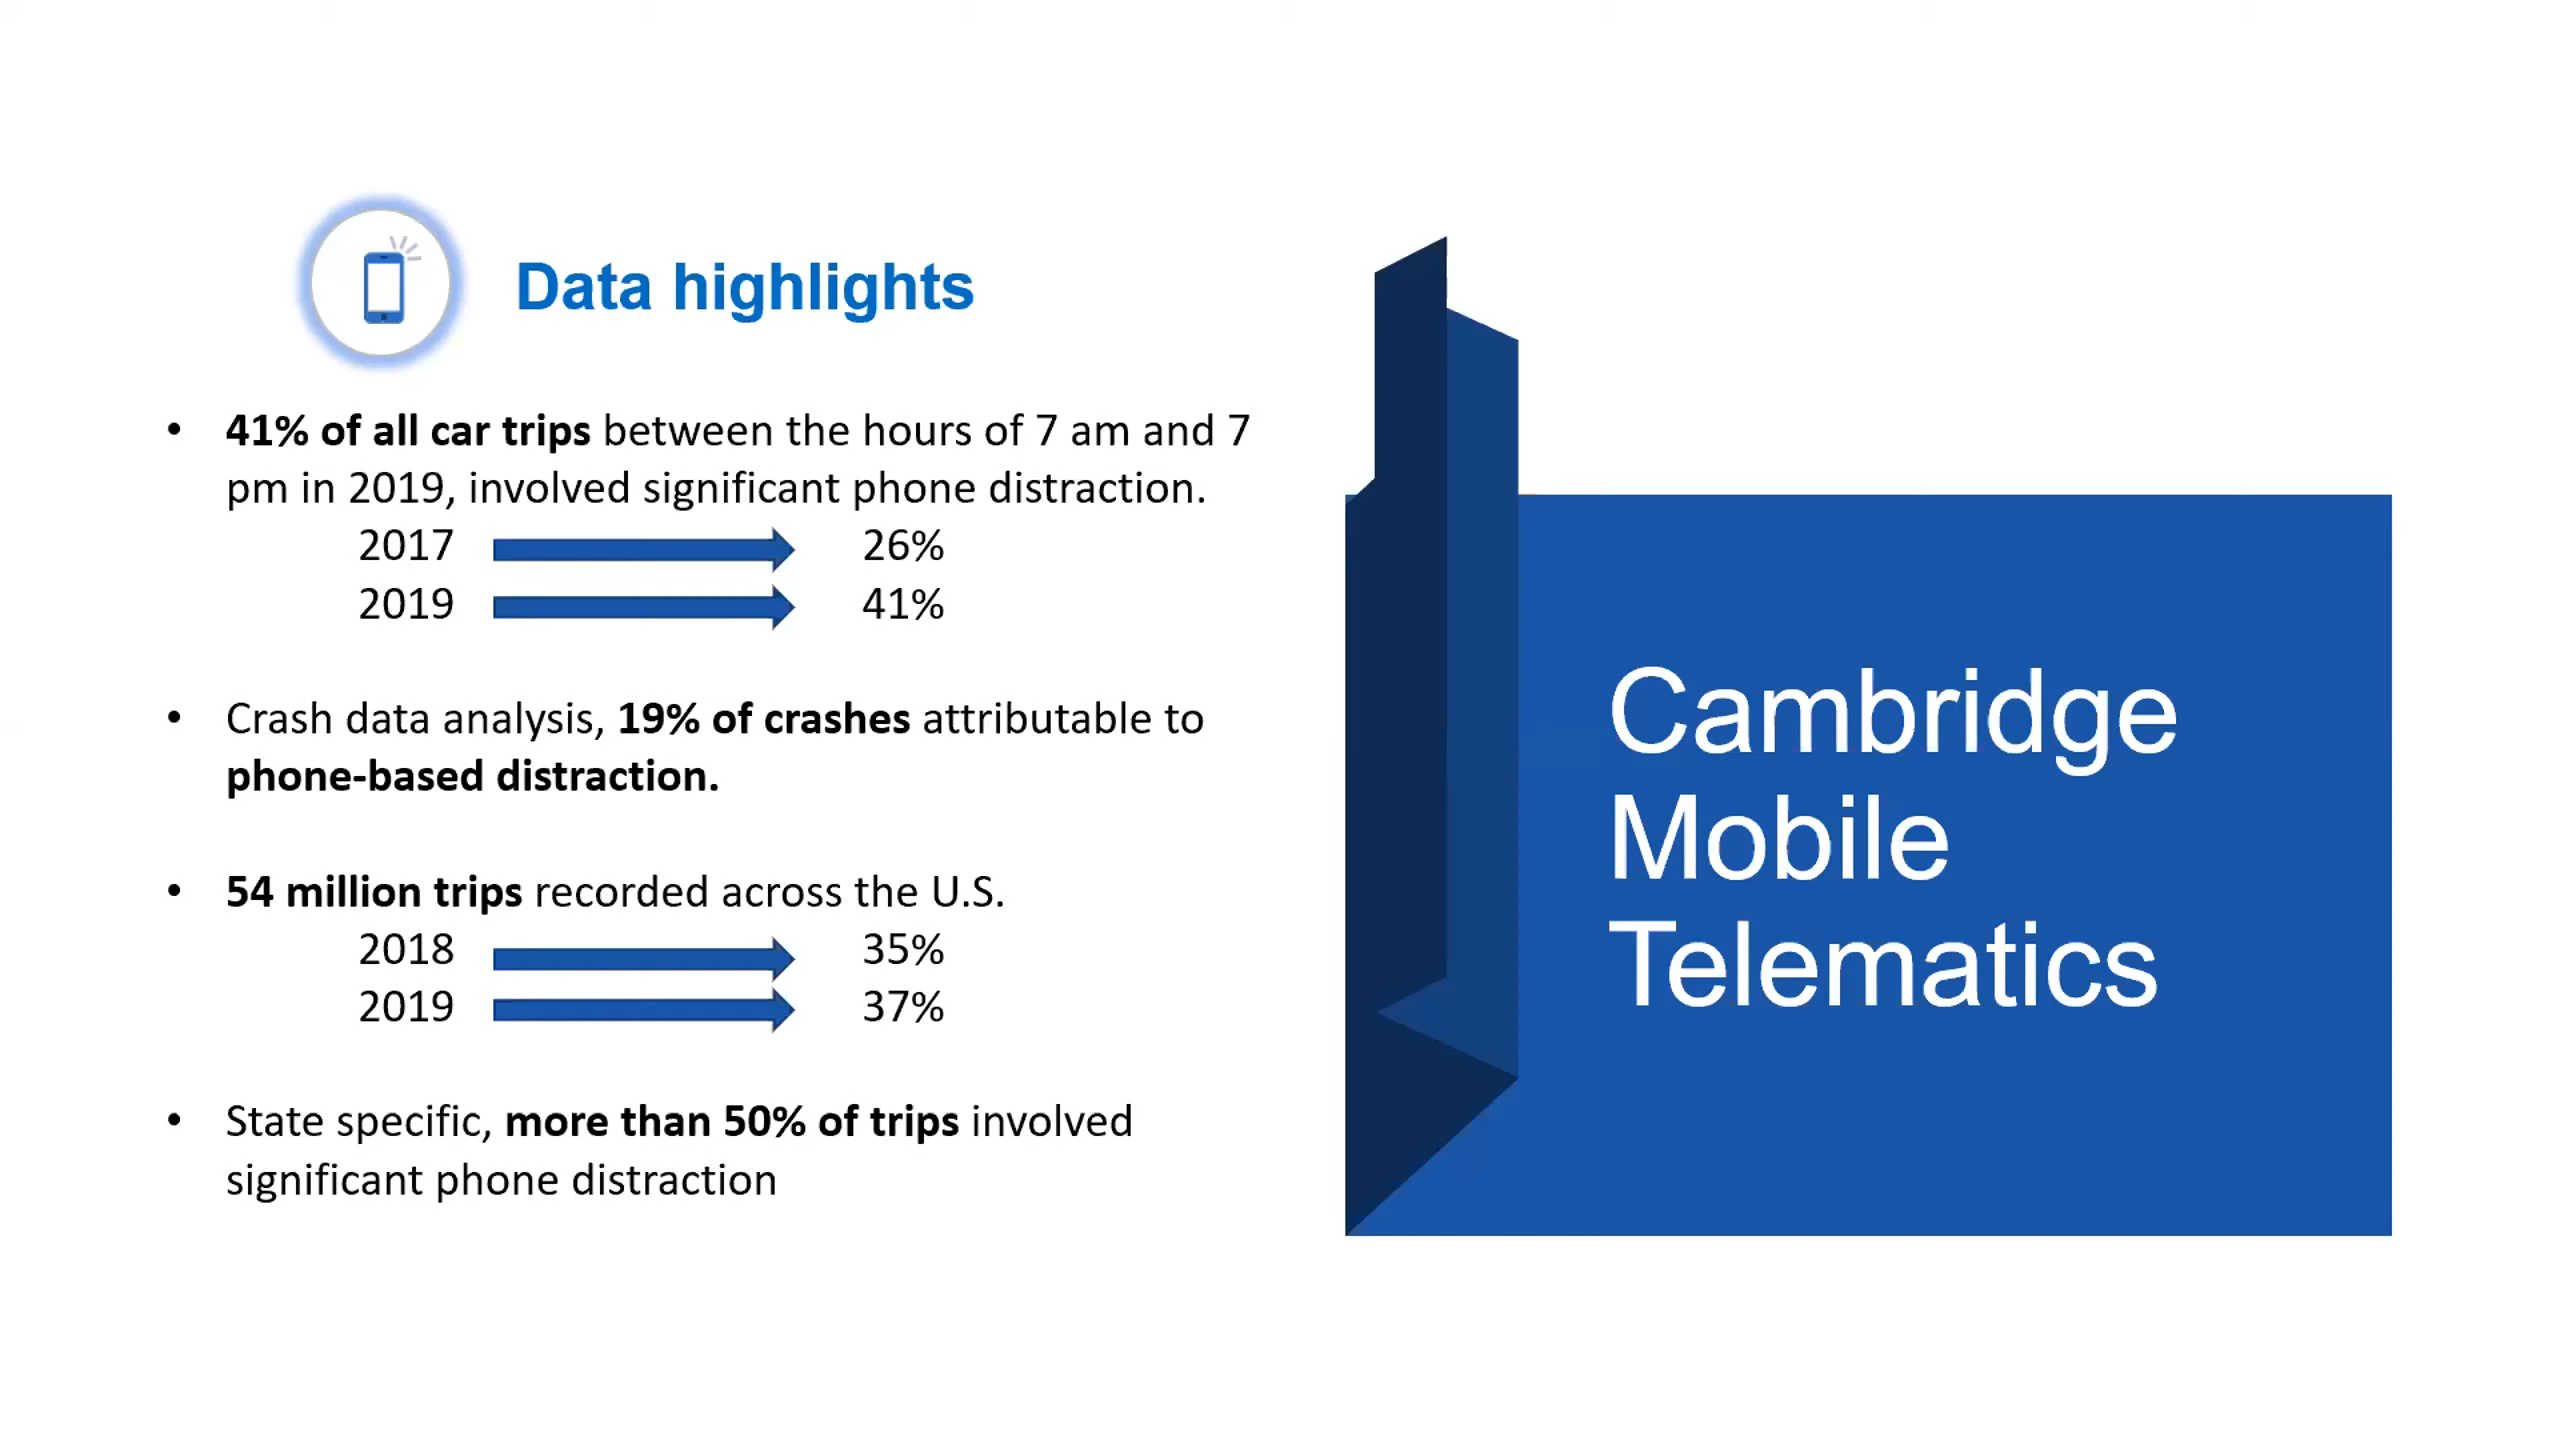 Data highlights
• 41% of all car trips between the hours of 7 am and 7
pm in 2019, involved significant phone distraction.
2017 26%
2019 41%
• Crash data analysis, 19% of crashes attributable to
phone-based distraction.
• 54 million trips recorded across the U.S.
2018 35%
2019 37%
• State specific, more than 50% of trips involved
significant phone distraction
Cambridge
Mobile
Telematics